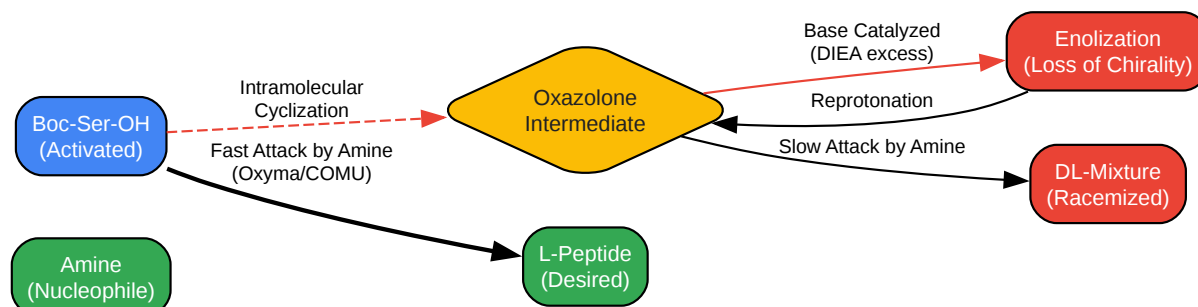 Boc-Ser-OH
(Activated)
Amine
(Nucleophile)
Intramolecular
Cyclization
Fast Attack by Amine
(Oxyma/COMU)
Oxazolone
Intermediate
L-Peptide
(Desired)
Base Catalyzed
(DIEA excess)
Reprotonation
Slow Attack by Amine
Enolization
(Loss of Chirality)
DL-Mixture
(Racemized)